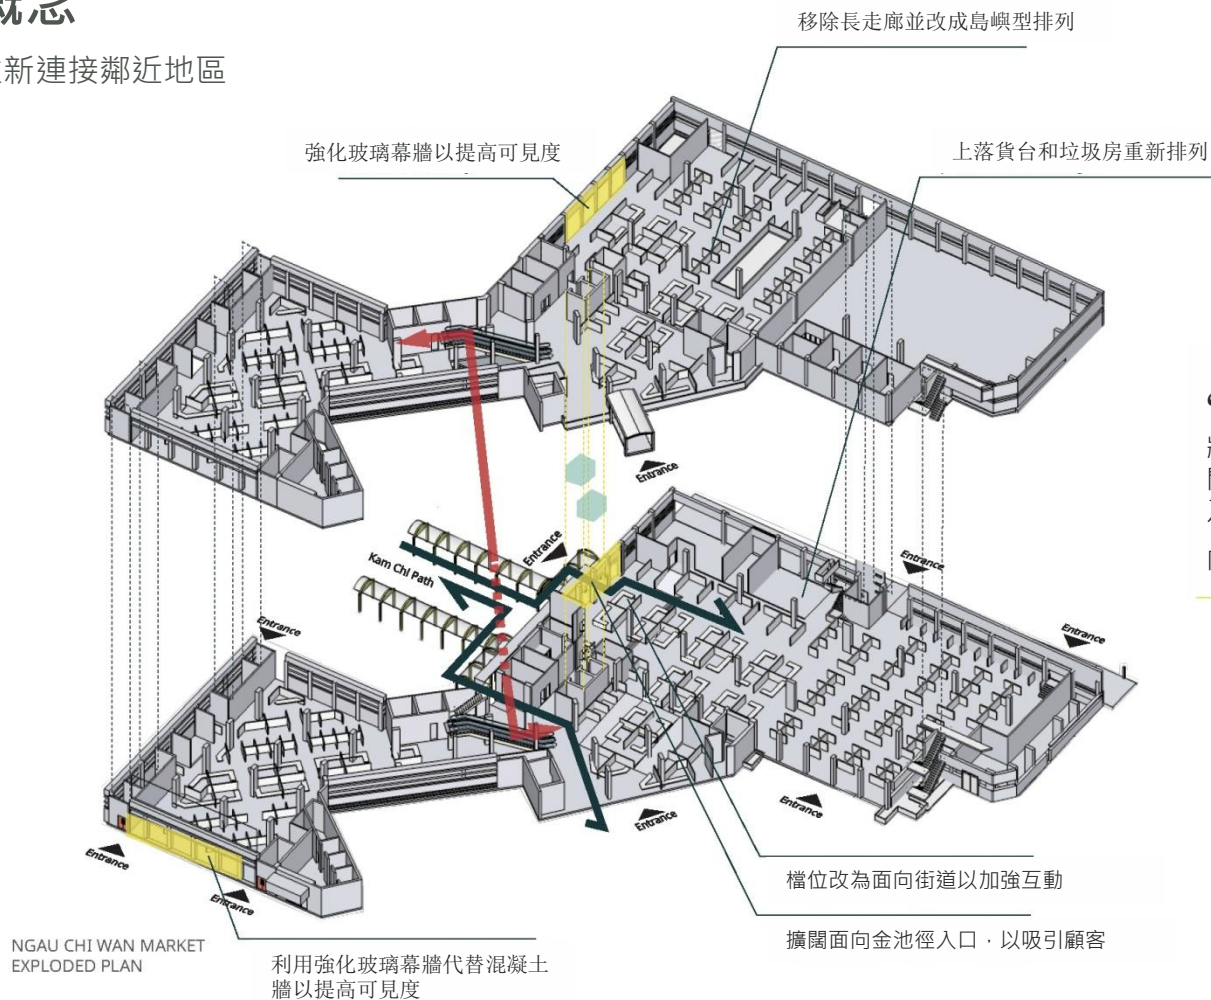 概念
新連接鄰近地區
移除長走廊並改成島嶼型排列
強化玻璃幕牆以提高可見度
上落貨台和垃圾房重新排列
Entrance
Entrance
Kam Chi Path
Entrance
Entrance
Entrance
Entrance
Entrance
Entrance
Entrance
檔位改為面向街道以加強互動
擴闊面向金池徑入口，以吸引顧客
利用強化玻璃幕牆代替混凝土
牆以提高可見度
NGAU CHI WAN MARKET
EXPLODED PLAN